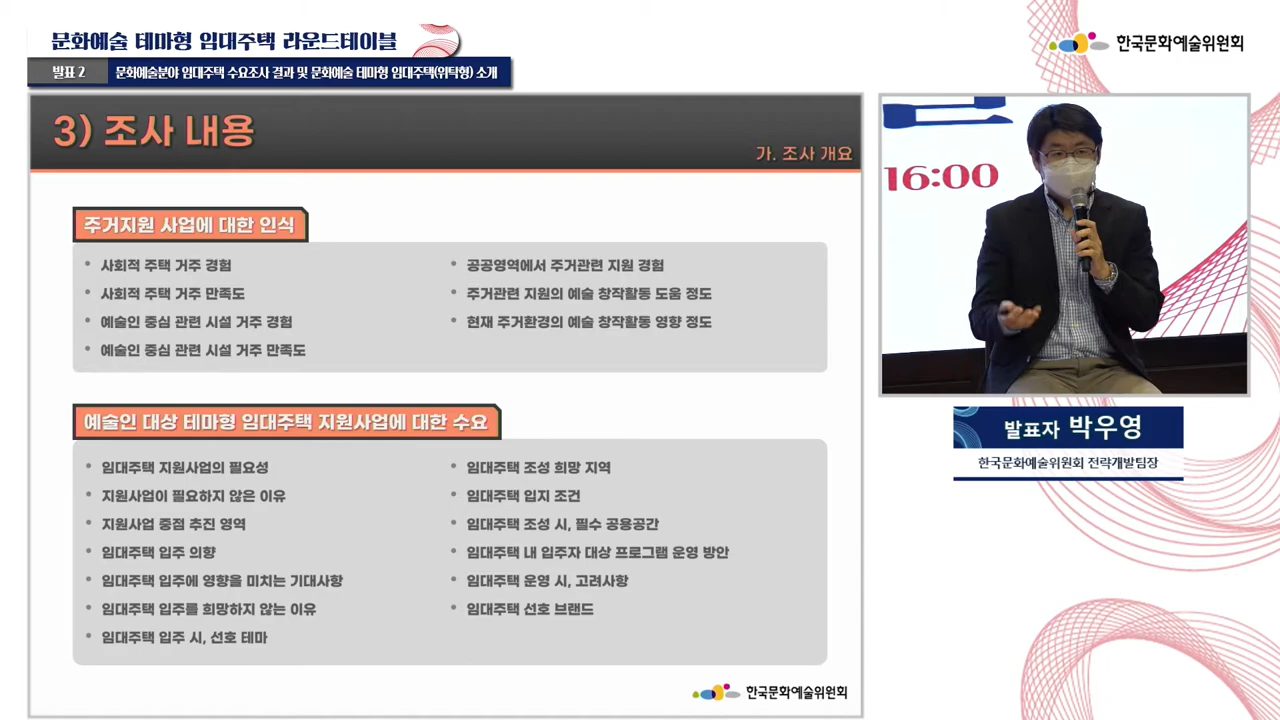 문화예술 테마형 임대주택 라운드테이블
발표 2 문화예술분야 임대주택 수요조사 결과 및 문화예술 테마형 임대주택(위탁형) 소개
한국문화예술위원회
3) 조사 내용
가. 조사 개요
주거지원 사업에 대한 인식
• 사회적 주택 거주 경험
• 사회적 주택 거주 만족도
• 예술인 중심 관련 시설 거주 경험
• 예술인 중심 관련 시설 거주 만족도
• 공공영역에서 주거관련 지원 경험
• 주거관련 지원의 예술 창작활동 도움 정도
• 현재 주거환경의 예술 창작활동 영향 정도
예술인 대상 테마형 임대주택 지원사업에 대한 수요
• 임대주택 지원사업의 필요성
• 지원사업이 필요하지 않은 이유
• 지원사업 중점 추진 영역
• 임대주택 입주 의향
• 임대주택 입주에 영향을 미치는 기대사항
• 임대주택 입주를 희망하지 않는 이유
• 임대주택 입주 시, 선호 테마
• 임대주택 조성 희망 지역
• 임대주택 입지 조건
• 임대주택 조성 시, 필수 공용공간
• 임대주택 내 입주자 대상 프로그램 운영 방안
• 임대주택 운영 시, 고려사항
• 임대주택 선호 브랜드
한국문화예술위원회
16:00
발표자 박우영
한국문화예술위원회 전략개발팀장